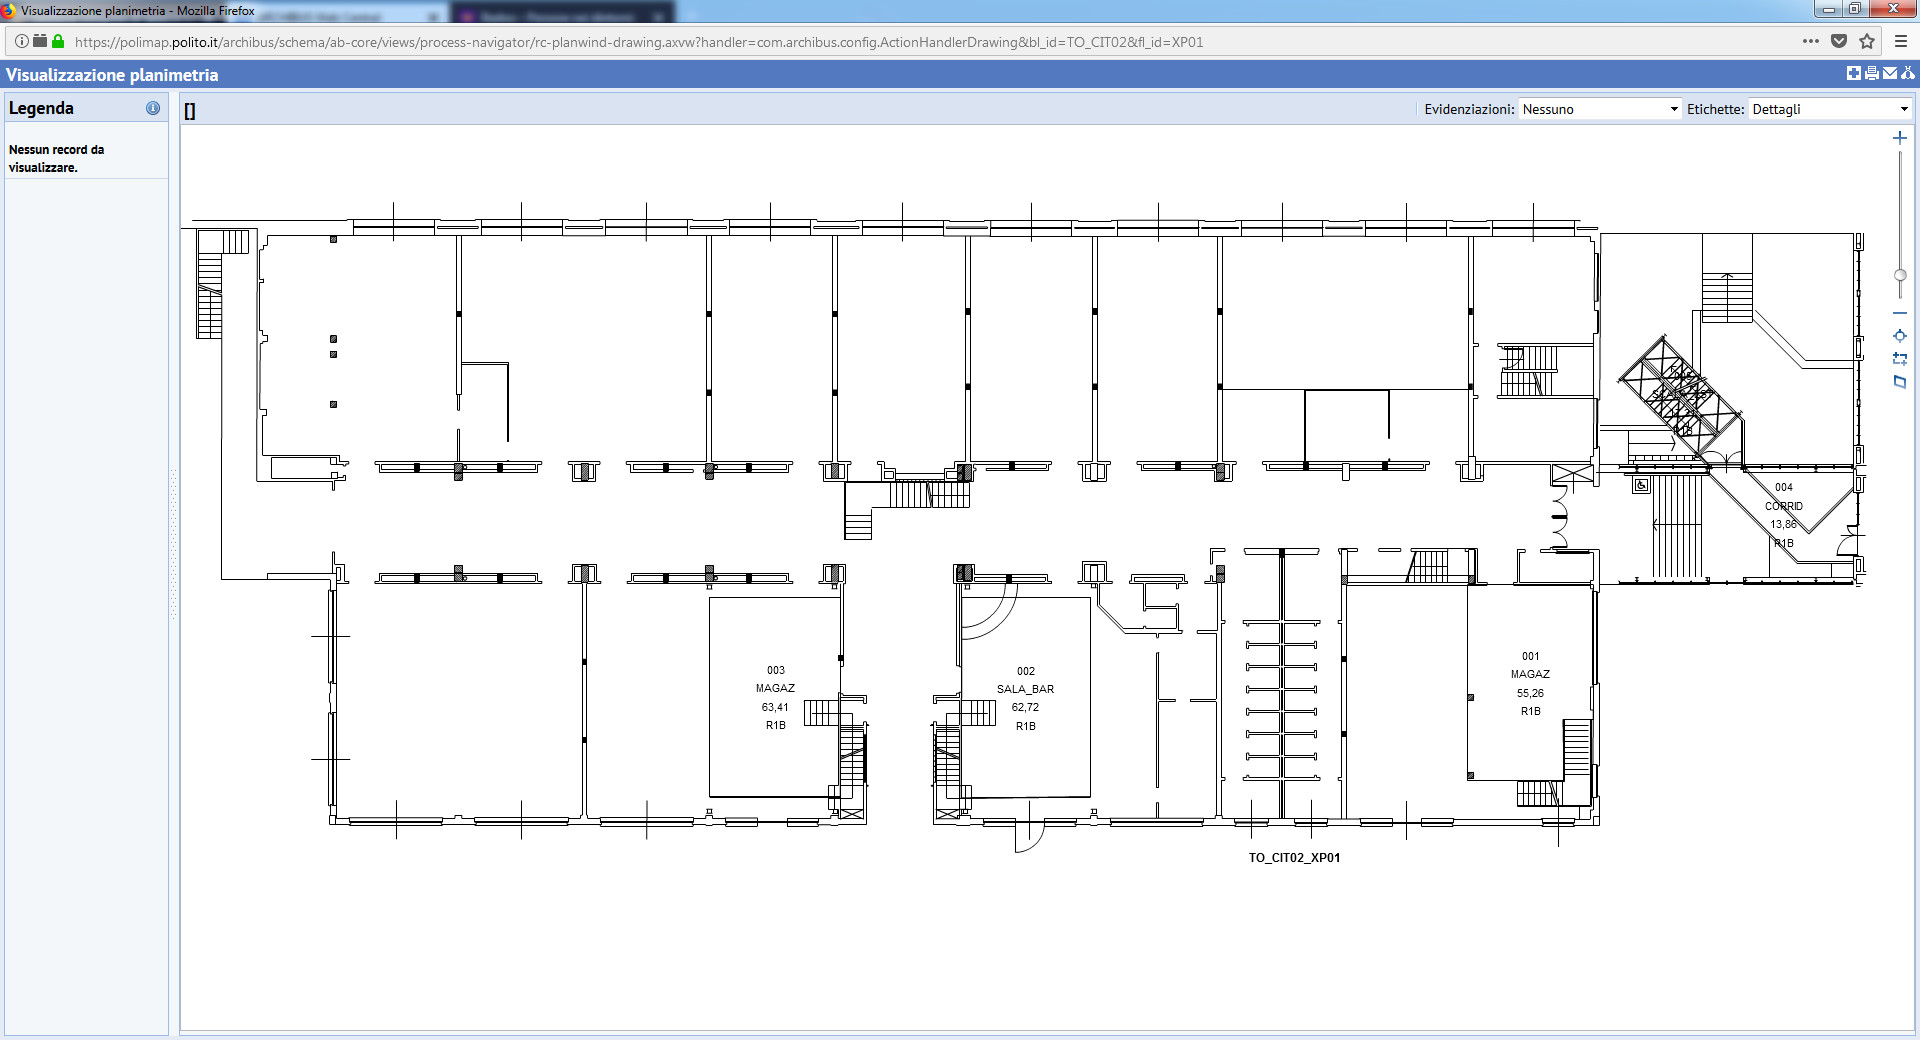 Visualizzazione planimetria - Mozilla Firefox
https://polimap.polito.it/archibus/schema/ab-core/views/process-navigator/rc-planwind-drawing.axvw?handler=com.archibus.config.ActionHandlerDrawing&bl_id=TO_CIT02&fl_id=XP01
Visualizzazione planimetria
Legenda
[]
Evidenziazioni: Nessuno Etichette: Dettagli
Nessun record da
visualizzare.
004
CORRID
13,86
R1B
003
MAGAZ
63,41
R1B
002
SALA_BAR
62,72
R1B
001
MAGAZ
55,26
R1B
TO_CIT02_XP01